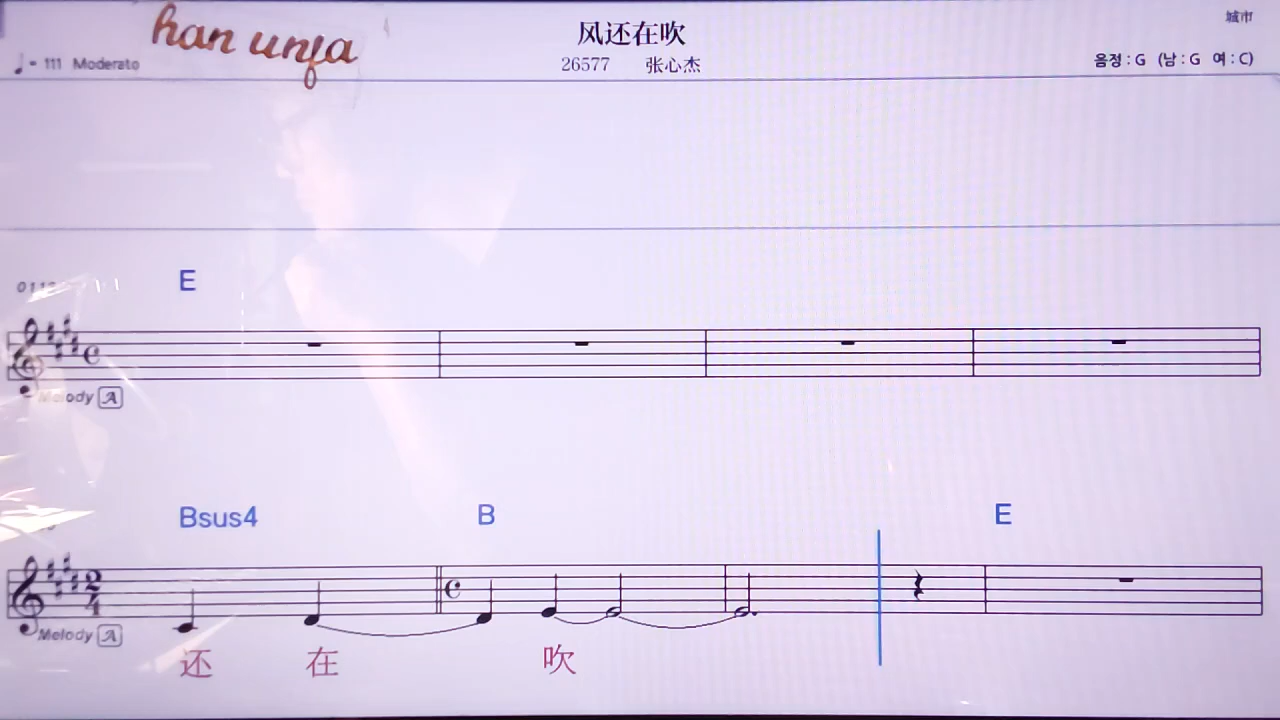 han unja
风还在吹
城市
♩= 111 Moderato
26577 张心杰
음정 : G (남 : G 여 : C)
E
Melody A
Bsus4 B E
Melody A
还 在 吹